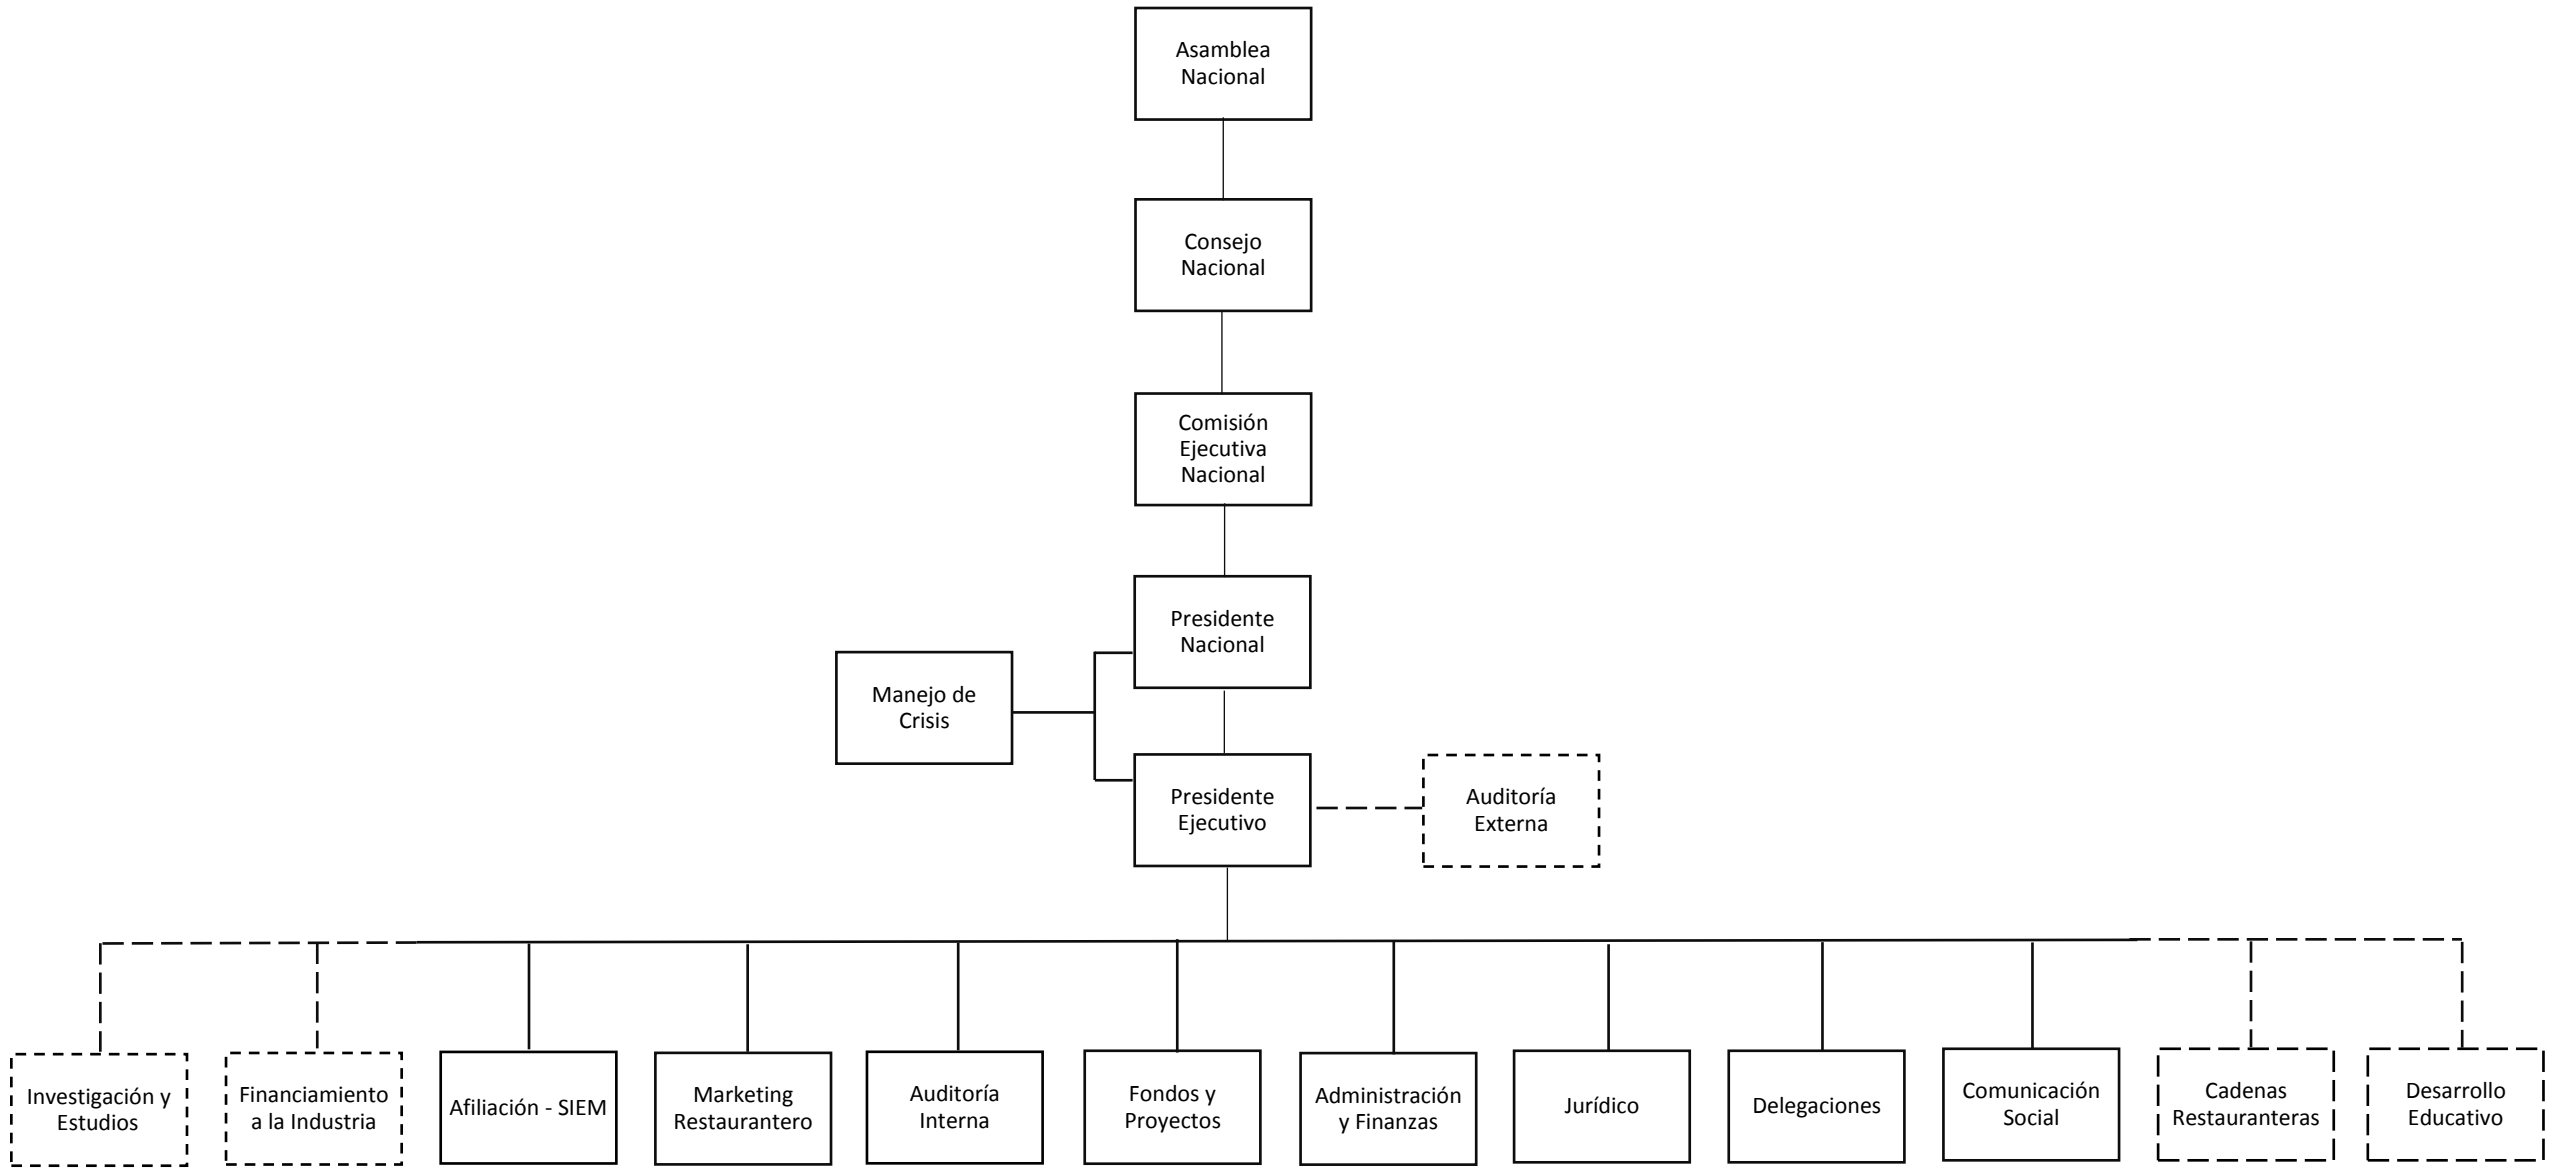 Asamblea
Nacional
Consejo
Nacional
Comisión
Ejecutiva
Nacional
Presidente
Nacional
Manejo de
Crisis
Presidente
Ejecutivo
Auditoría
Externa
Investigación y
Estudios
Financiamiento
a la Industria
Afiliación - SIEM
Marketing
Restaurantero
Auditoría
Interna
Fondos y
Proyectos
Administración
y Finanzas
Jurídico
Delegaciones
Comunicación
Social
Cadenas
Restauranteras
Desarrollo
Educativo